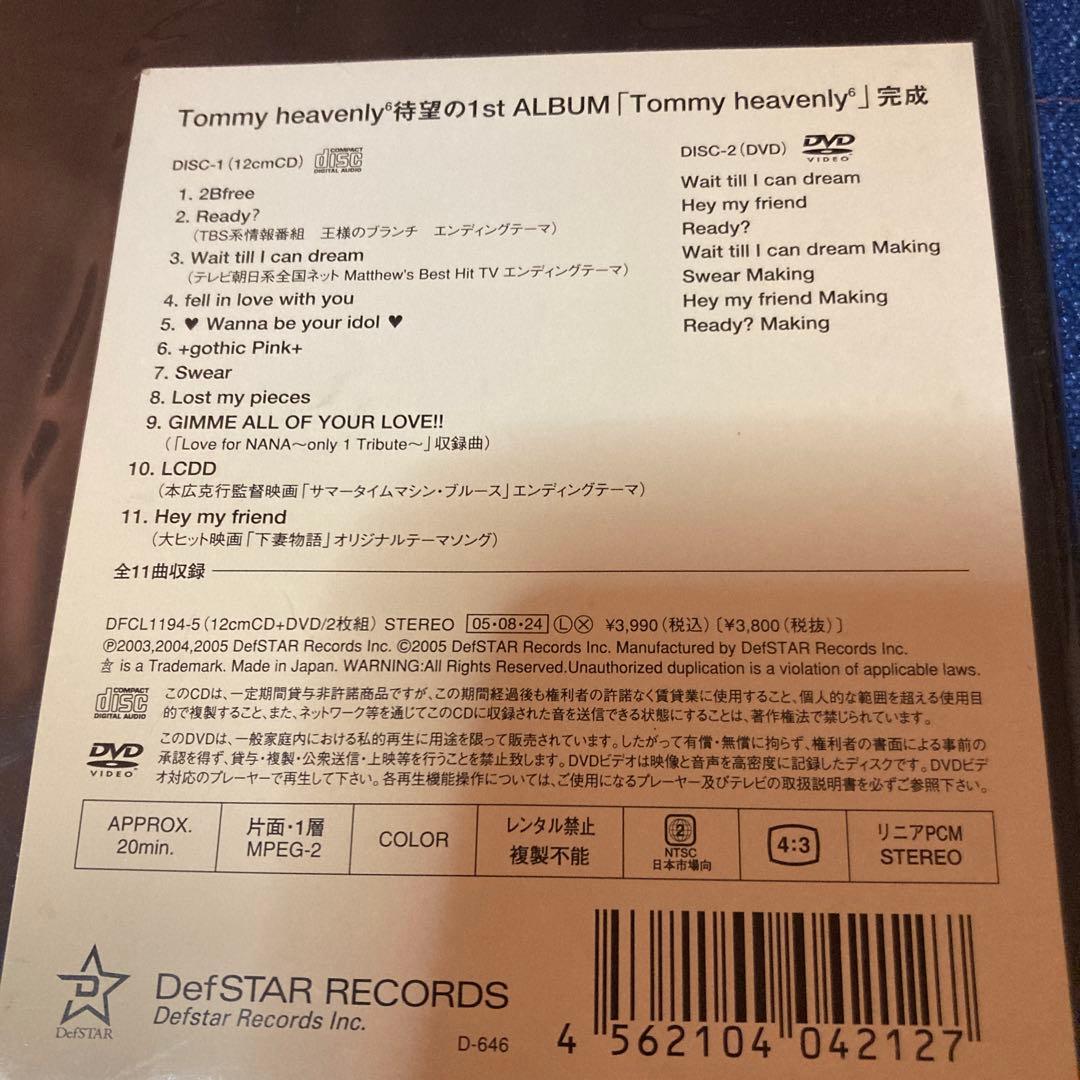 Tommy heavenly⁶待望の1st ALBUM「Tommy heavenly⁶」完成
DISC-1(12cmCD) COMPACT disc DIGITAL AUDIO
1. 2Bfree
2. Ready?
(TBS系情報番組 王様のブランチ エンディングテーマ)
3. Wait till I can dream
(テレビ朝日系全国ネット Matthew's Best Hit TV エンディングテーマ)
4. fell in love with you
5. ♥ Wanna be your idol ♥
6. +gothic Pink+
7. Swear
8. Lost my pieces
9. GIMME ALL OF YOUR LOVE!!
(「Love for NANA〜only 1 Tribute〜」収録曲)
10. LCDD
(本広克行監督映画「サマータイムマシン・ブルース」エンディングテーマ)
11. Hey my friend
(大ヒット映画「下妻物語」オリジナルテーマソング)
全11曲収録
DISC-2(DVD) DVD VIDEO
Wait till I can dream
Hey my friend
Ready?
Wait till I can dream Making
Swear Making
Hey my friend Making
Ready? Making
DFCL1194-5(12cmCD+DVD/2枚組) STEREO 05・08・24 Ⓛ Ⓧ ¥3,990(税込)〔¥3,800(税抜)〕
Ⓟ2003,2004,2005 DefSTAR Records Inc. ©2005 DefSTAR Records Inc. Manufactured by DefSTAR Records Inc.
is a Trademark. Made in Japan. WARNING:All Rights Reserved.Unauthorized duplication is a violation of applicable laws.
COMPACT disc DIGITAL AUDIO
このCDは、一定期間貸与非許諾商品ですが、この期間経過後も権利者の許諾なく賃貸業に使用すること、個人的な範囲を超える使用目
的で複製すること、また、ネットワーク等を通じてこのCDに収録された音を送信できる状態にすることは、著作権法で禁じられています。
DVD VIDEO
このDVDは、一般家庭内における私的再生に用途を限って販売されています。したがって有償・無償に拘らず、権利者の書面による事前の
承認を得ず、貸与・複製・公衆送信・上映等を行うことを禁止致します。DVDビデオは映像と音声を高密度に記録したディスクです。DVDビデ
オ対応のプレーヤーで再生して下さい。各再生機能操作については、ご使用になるプレーヤー及びテレビの取扱説明書を必ずご参照下さい。
APPROX.
20min.
片面・1層
MPEG-2
COLOR
レンタル禁止
複製不能
2
NTSC
日本市場向
4:3
リニアPCM
STEREO
D
DefSTAR
DefSTAR RECORDS
Defstar Records Inc.
D-646
4 562104 042127